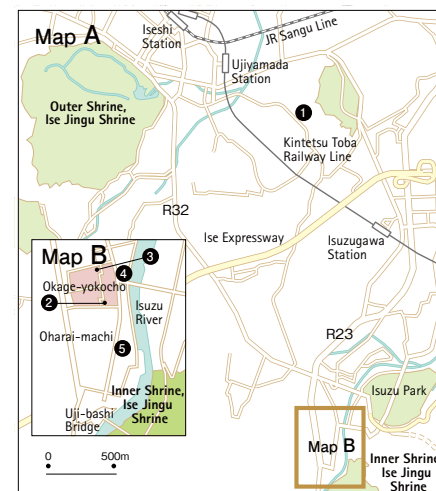 Map A
Iseshi
Station
JR Sangu Line
Ujiyamada
Station
Outer Shrine,
Ise Jingu Shrine
1
Kintetsu Toba
Railway Line
R32
Ise Expressway
Isuzugawa
Station
Map B
3
4
Okage-yokocho
2
Isuzu
River
Oharai-machi
5
Inner Shrine,
Ise Jingu
Shrine
Uji-bashi
Bridge
R23
Isuzu Park
Map B
Inner Shrine,
Ise Jingu
Shrine
0 500m